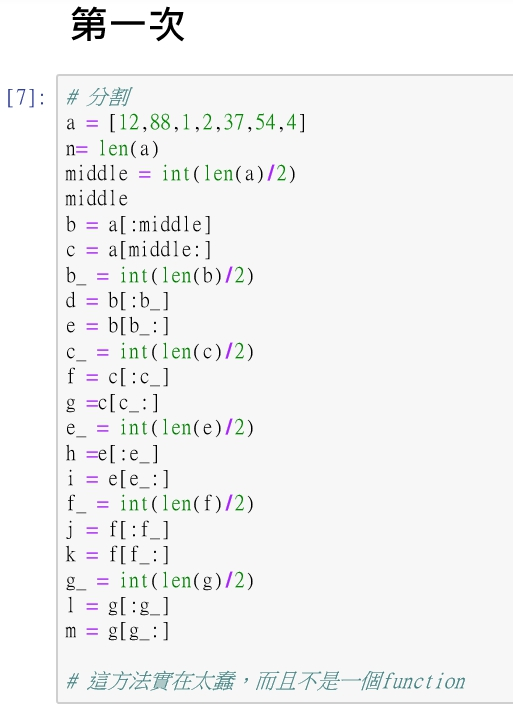 第一次
[7]: # 分割
a = [12,88,1,2,37,54,4]
n= len(a)
middle = int(len(a)/2)
middle
b = a[:middle]
c = a[middle:]
b_ = int(len(b)/2)
d = b[:b_]
e = b[b_:]
c_ = int(len(c)/2)
f = c[:c_]
g =c[c_:]
e_ = int(len(e)/2)
h =e[:e_]
i = e[e_:]
f_ = int(len(f)/2)
j = f[:f_]
k = f[f_:]
g_ = int(len(g)/2)
l = g[:g_]
m = g[g_:]
# 這方法實在太蠢，而且不是一個function